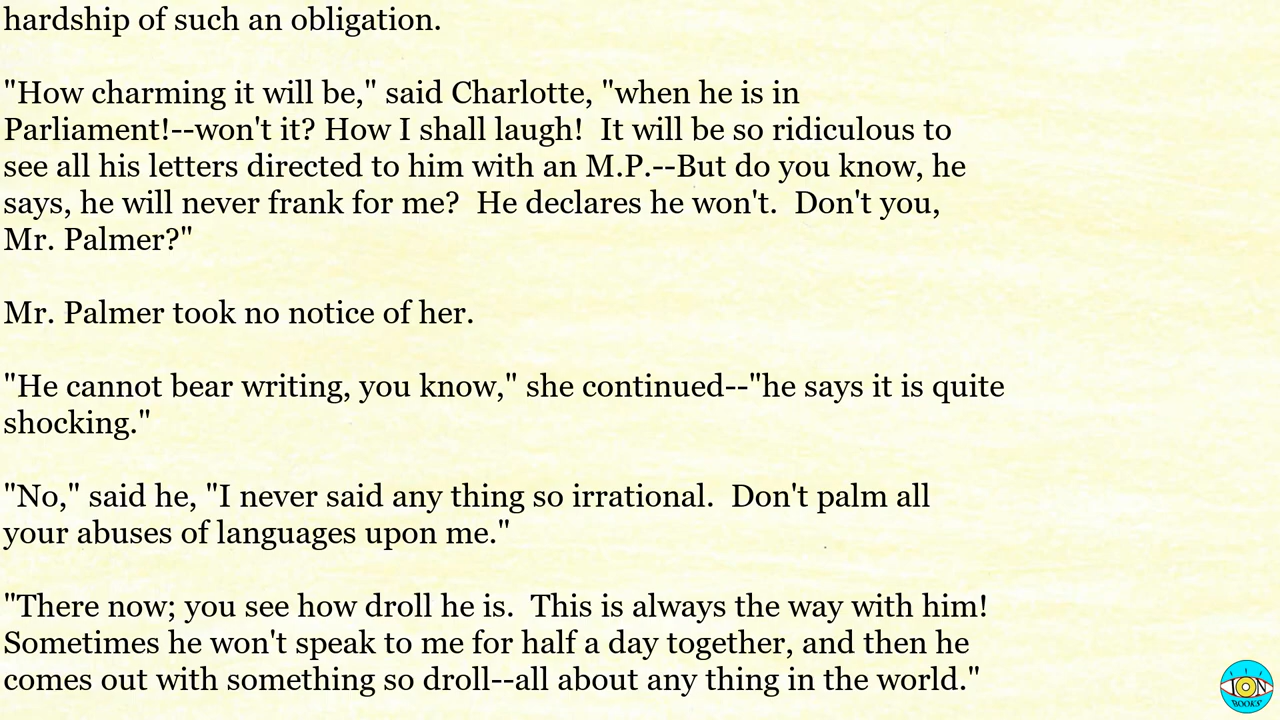 hardship of such an obligation.
"How charming it will be," said Charlotte, "when he is in
Parliament!--won't it? How I shall laugh!  It will be so ridiculous to
see all his letters directed to him with an M.P.--But do you know, he
says, he will never frank for me?  He declares he won't.  Don't you,
Mr. Palmer?"
Mr. Palmer took no notice of her.
"He cannot bear writing, you know," she continued--"he says it is quite
shocking."
"No," said he, "I never said any thing so irrational.  Don't palm all
your abuses of languages upon me."
"There now; you see how droll he is.  This is always the way with him!
Sometimes he won't speak to me for half a day together, and then he
comes out with something so droll--all about any thing in the world."
ION
BOOKS